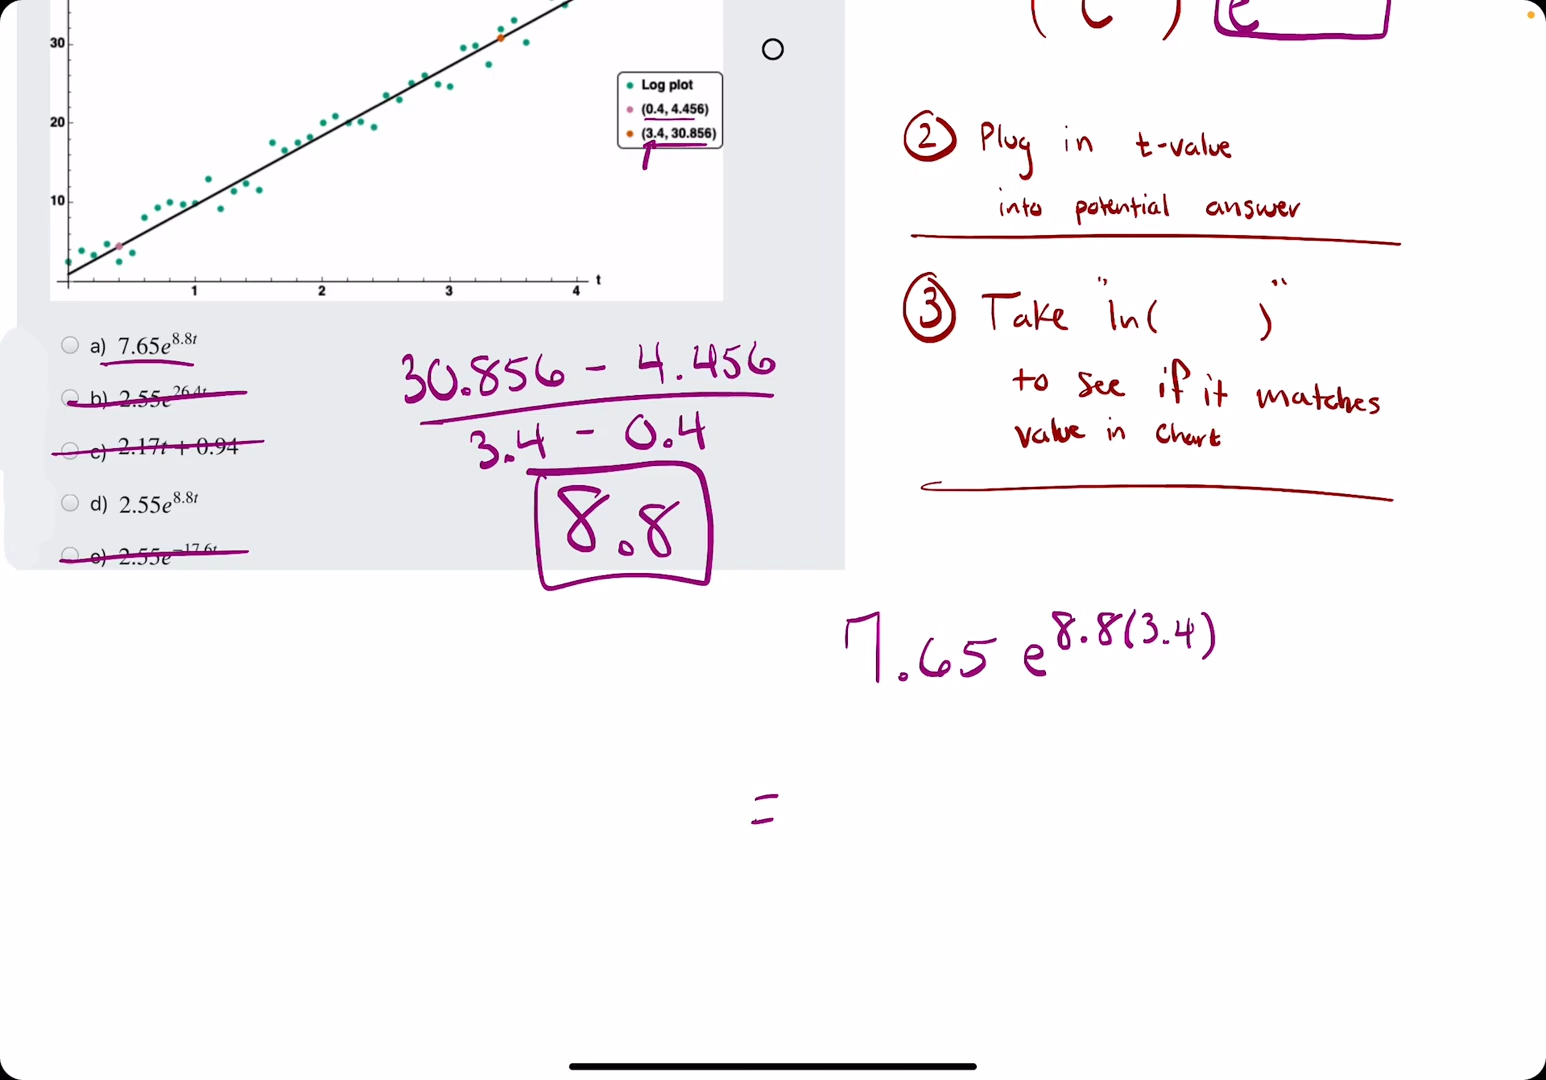 ( c ) e
30
20
10
1 2 3 4 t
Log plot
(0.4, 4.456)
(3.4, 30.856)
② Plug in t-value
into potential answer
③ Take "ln( )"
to see if it matches
value in chart
a) 7.65e^{8.8t}
b) 2.55e^{26.4t}
c) 2.17t + 0.94
d) 2.55e^{8.8t}
e) 2.55e^{-17.6t}
30.856 - 4.456
3.4 - 0.4
8.8
7.65 e^{8.8(3.4)}
=